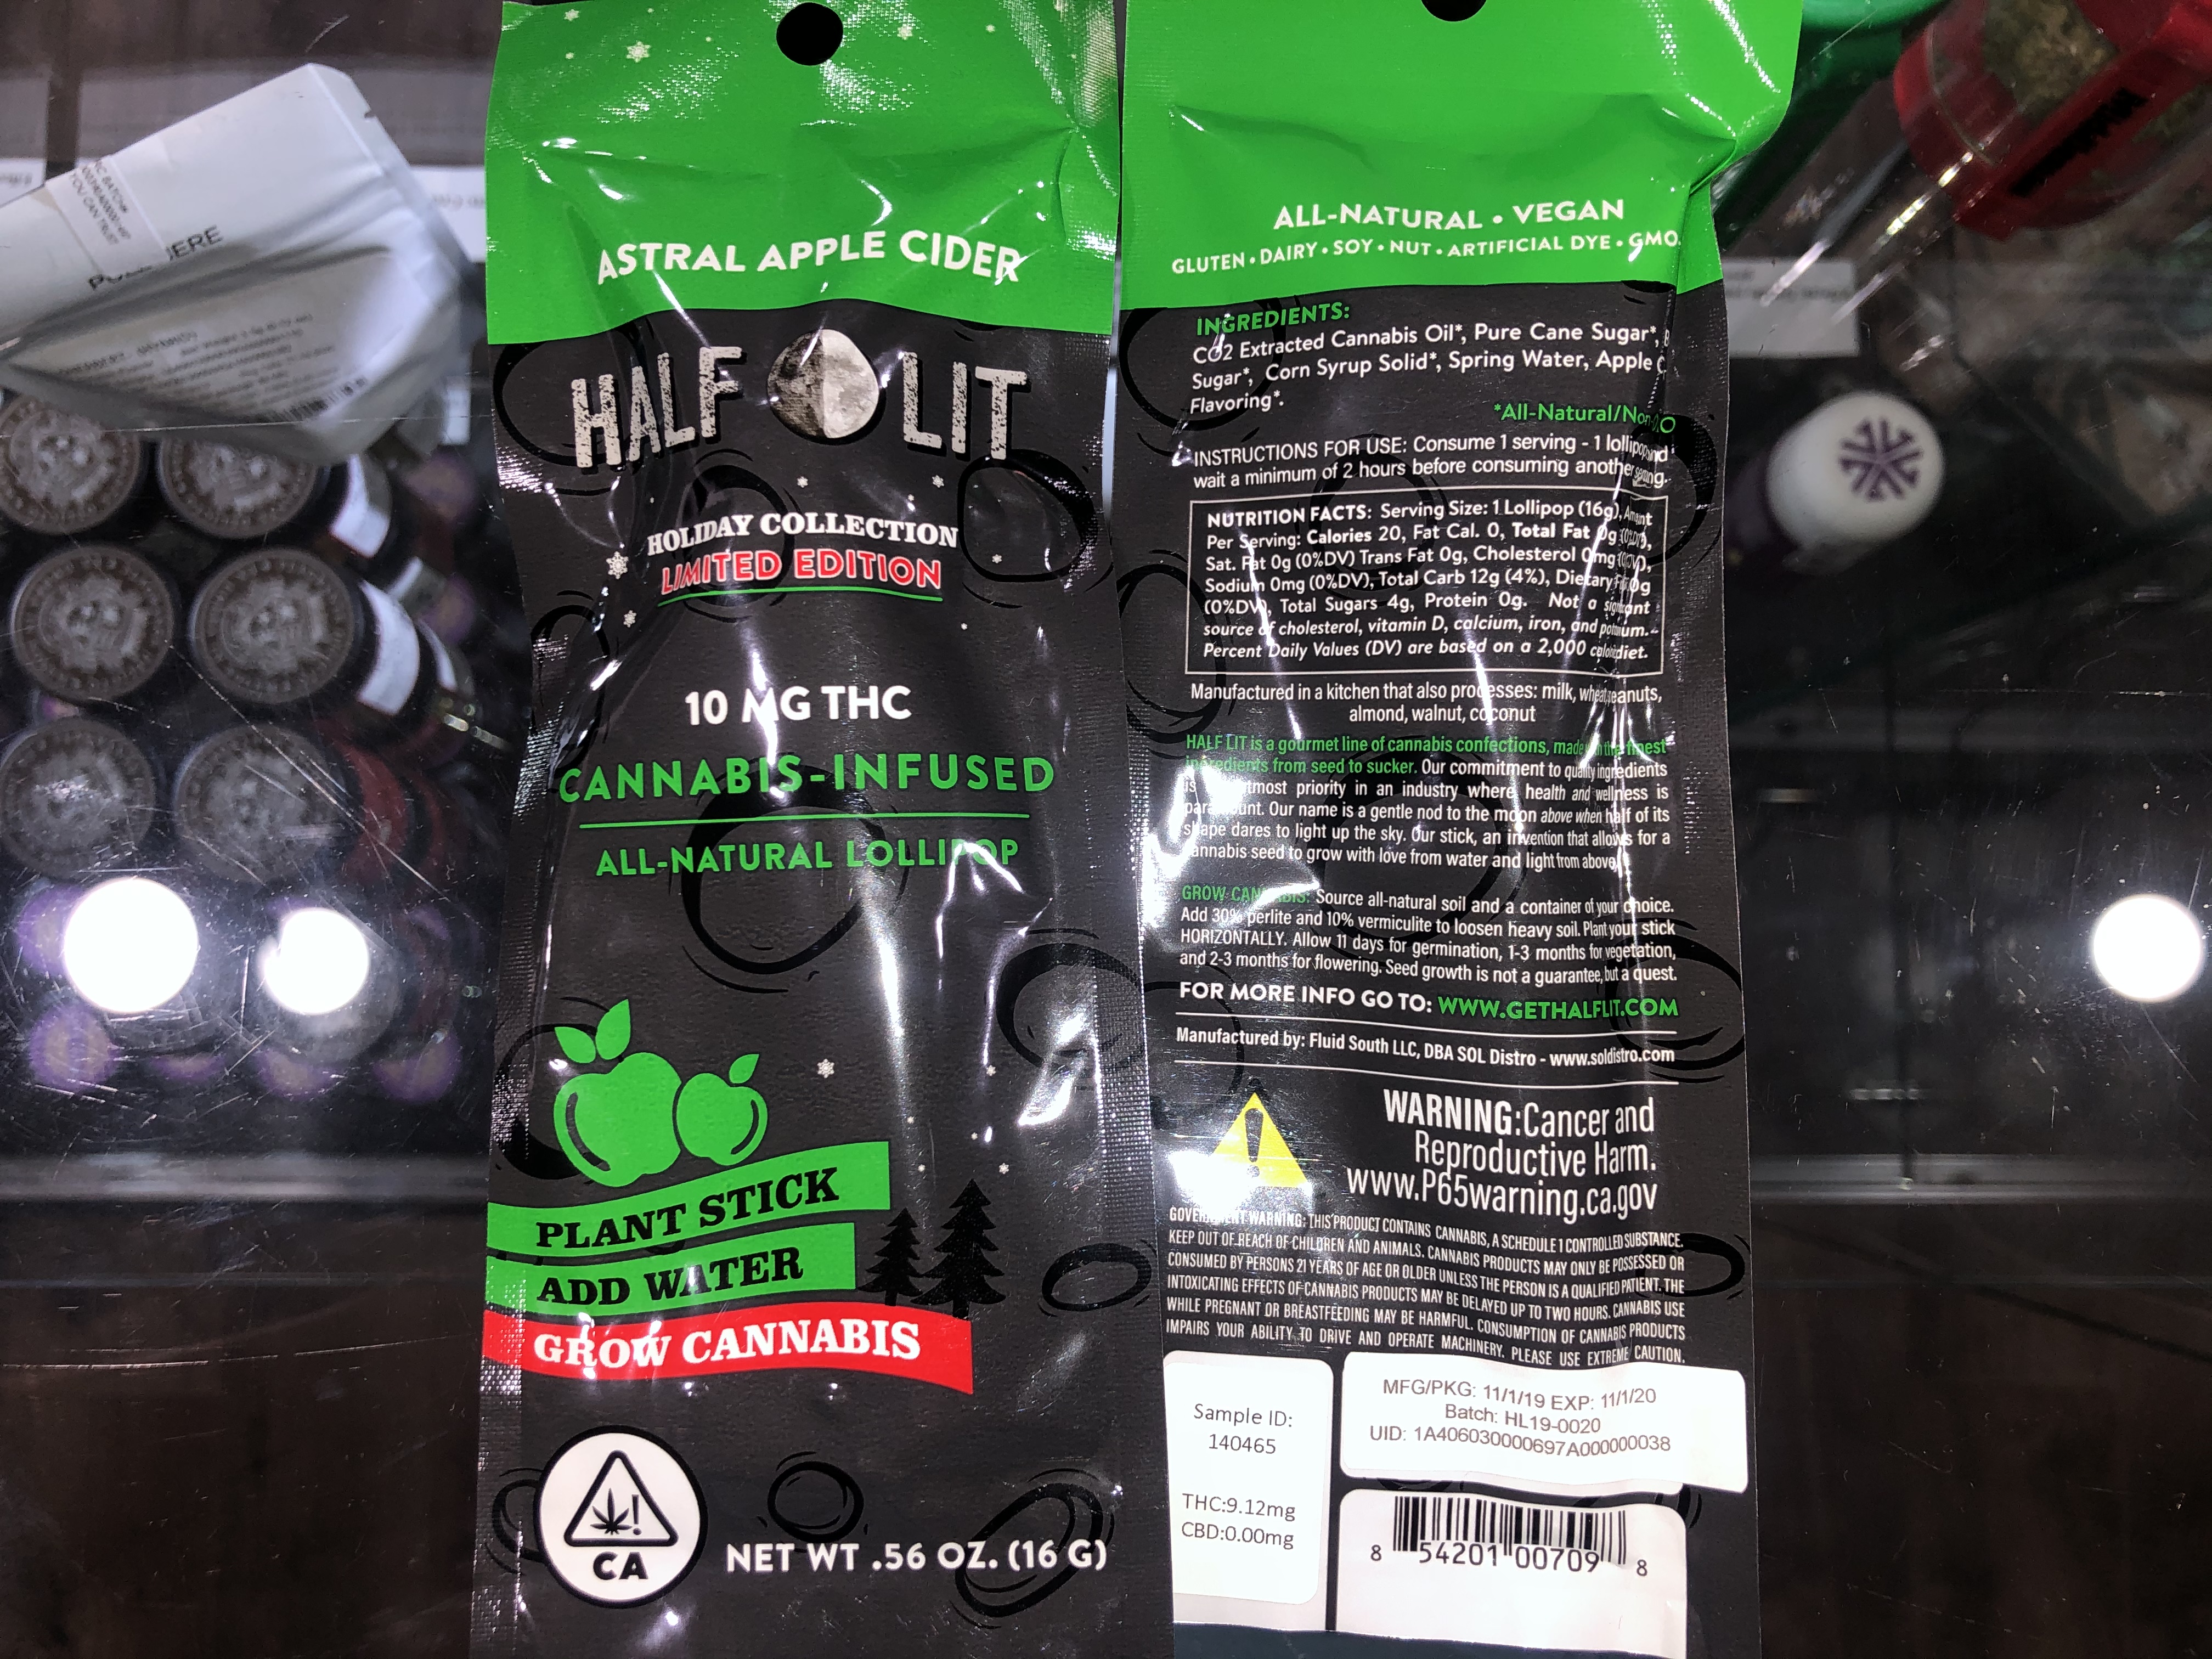 ASTRAL APPLE CIDER
HALF LIT
HOLIDAY COLLECTION
LIMITED EDITION
10 MG THC
CANNABIS-INFUSED
ALL-NATURAL LOLLIPOP
PLANT STICK
ADD WATER
GROW CANNABIS
CA
NET WT .56 OZ. (16 G)
ALL-NATURAL • VEGAN
GLUTEN • DAIRY • SOY • NUT • ARTIFICIAL DYE • GMO
INGREDIENTS:
CO2 Extracted Cannabis Oil*, Pure Cane Sugar*,
Sugar*, Corn Syrup Solid*, Spring Water, Apple
Flavoring*.
*All-Natural/Non
INSTRUCTIONS FOR USE: Consume 1 serving - 1 lollipop and
wait a minimum of 2 hours before consuming another serving.
NUTRITION FACTS: Serving Size: 1 Lollipop (16g), Amount
Per Serving: Calories 20, Fat Cal. 0, Total Fat 0g (0%DV),
Sat. Fat 0g (0%DV) Trans Fat 0g, Cholesterol 0mg (0%DV),
Sodium 0mg (0%DV), Total Carb 12g (4%), Dietary 0g
(0%DV), Total Sugars 4g, Protein 0g. Not a significant
source of cholesterol, vitamin D, calcium, iron, and potassium.
Percent Daily Values (DV) are based on a 2,000 calorie diet.
Manufactured in a kitchen that also processes: milk, wheat, peanuts,
almond, walnut, coconut
HALF LIT is a gourmet line of cannabis confections, made with the finest
ingredients from seed to sucker. Our commitment to quality ingredients
is utmost priority in an industry where health and wellness is
paramount. Our name is a gentle nod to the moon above when half of its
shape dares to light up the sky. Our stick, an invention that allows for a
cannabis seed to grow with love from water and light from above.
GROW CANNABIS: Source all-natural soil and a container of your choice.
Add 30% perlite and 10% vermiculite to loosen heavy soil. Plant your stick
HORIZONTALLY. Allow 11 days for germination, 1-3 months for vegetation,
and 2-3 months for flowering. Seed growth is not a guarantee, but a quest.
FOR MORE INFO GO TO: WWW.GETHALFLIT.COM
Manufactured by: Fluid South LLC, DBA SOL Distro - www.soldistro.com
WARNING:Cancer and
Reproductive Harm.
www.P65warning.ca.gov
GOVERNMENT WARNING: THIS PRODUCT CONTAINS CANNABIS, A SCHEDULE 1 CONTROLLED SUBSTANCE.
KEEP OUT OF REACH OF CHILDREN AND ANIMALS. CANNABIS PRODUCTS MAY ONLY BE POSSESSED OR
CONSUMED BY PERSONS 21 YEARS OF AGE OR OLDER UNLESS THE PERSON IS A QUALIFIED PATIENT. THE
INTOXICATING EFFECTS OF CANNABIS PRODUCTS MAY BE DELAYED UP TO TWO HOURS. CANNABIS USE
WHILE PREGNANT OR BREASTFEEDING MAY BE HARMFUL. CONSUMPTION OF CANNABIS PRODUCTS
IMPAIRS YOUR ABILITY TO DRIVE AND OPERATE MACHINERY. PLEASE USE EXTREME CAUTION.
Sample ID:
140465
THC:9.12mg
CBD:0.00mg
MFG/PKG: 11/1/19 EXP: 11/1/20
Batch: HL19-0020
UID: 1A406030000697A000000038
8 54201 00709 8
YOU CAN TRUST